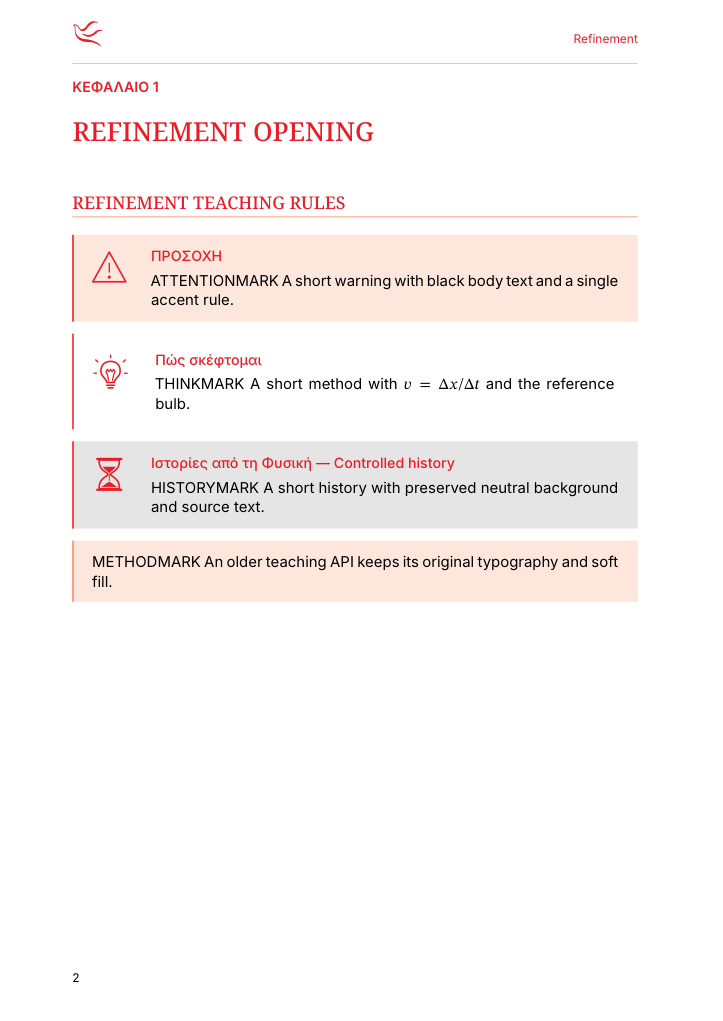 Refinement
ΚΕΦΑΛΑΙΟ 1
REFINEMENT OPENING
REFINEMENT TEACHING RULES
ΠΡΟΣΟΧΗ
ATTENTIONMARK A short warning with black body text and a single
accent rule.
Πώς σκέφτομαι
THINKMARK A short method with υ = Δx/Δt and the reference
bulb.
Ιστορίες από τη Φυσική — Controlled history
HISTORYMARK A short history with preserved neutral background
and source text.
METHODMARK An older teaching API keeps its original typography and soft
fill.
2